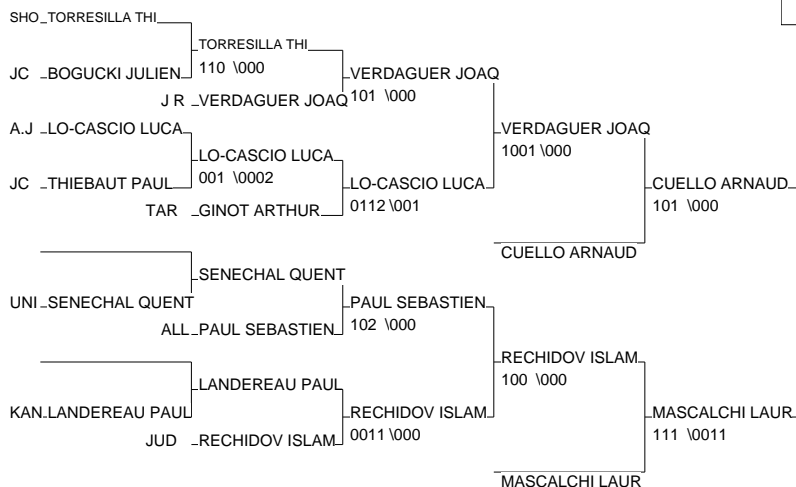 SHO TORRESILLA THI
TORRESILLA THI
JC BOGUCKI JULIEN 110 \000 VERDAGUER JOAQ
J R VERDAGUER JOAQ 101 \000
A.J LO-CASCIO LUCA VERDAGUER JOAQ
LO-CASCIO LUCA 1001 \000
001 \0002
JC THIEBAUT PAUL LO-CASCIO LUCA CUELLO ARNAUD
TAR GINOT ARTHUR 0112 \001 101 \000
CUELLO ARNAUD
SENECHAL QUENT
UNI SENECHAL QUENT PAUL SEBASTIEN
ALL PAUL SEBASTIEN 102 \000
RECHIDOV ISLAM
LANDEREAU PAUL 100 \000
KAN LANDEREAU PAUL RECHIDOV ISLAM MASCALCHI LAUR
JUD RECHIDOV ISLAM 0011 \000 111 \0011
MASCALCHI LAUR